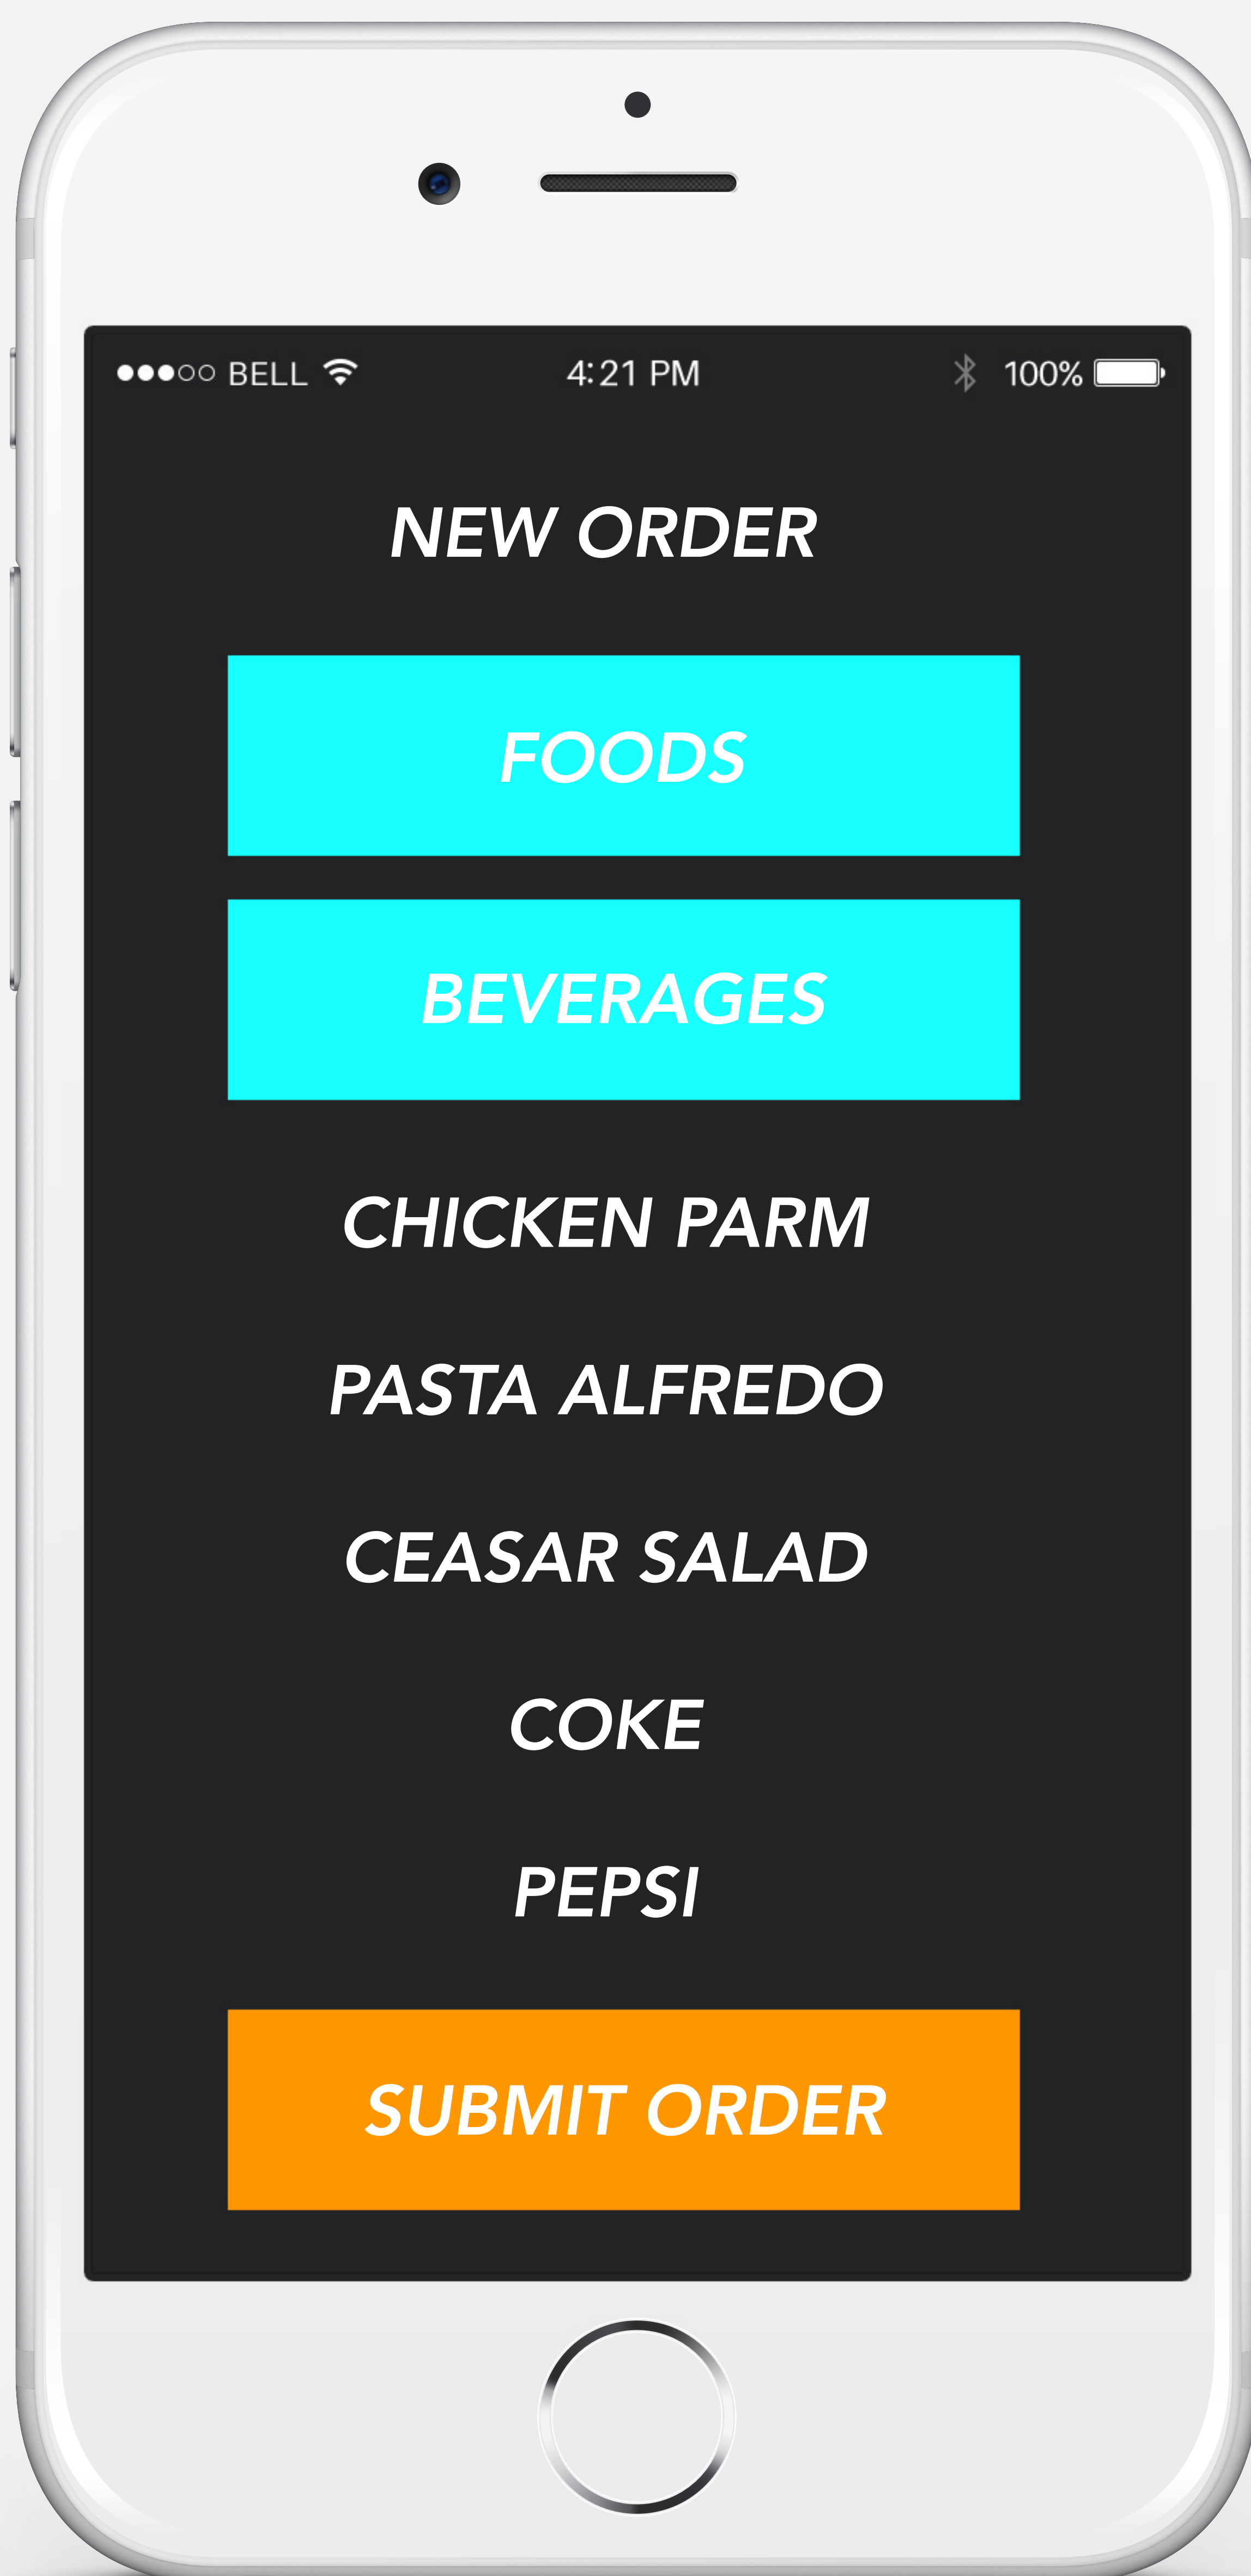 BELL 4:21 PM 100%
NEW ORDER
FOODS
BEVERAGES
CHICKEN PARM
PASTA ALFREDO
CEASAR SALAD
COKE
PEPSI
SUBMIT ORDER